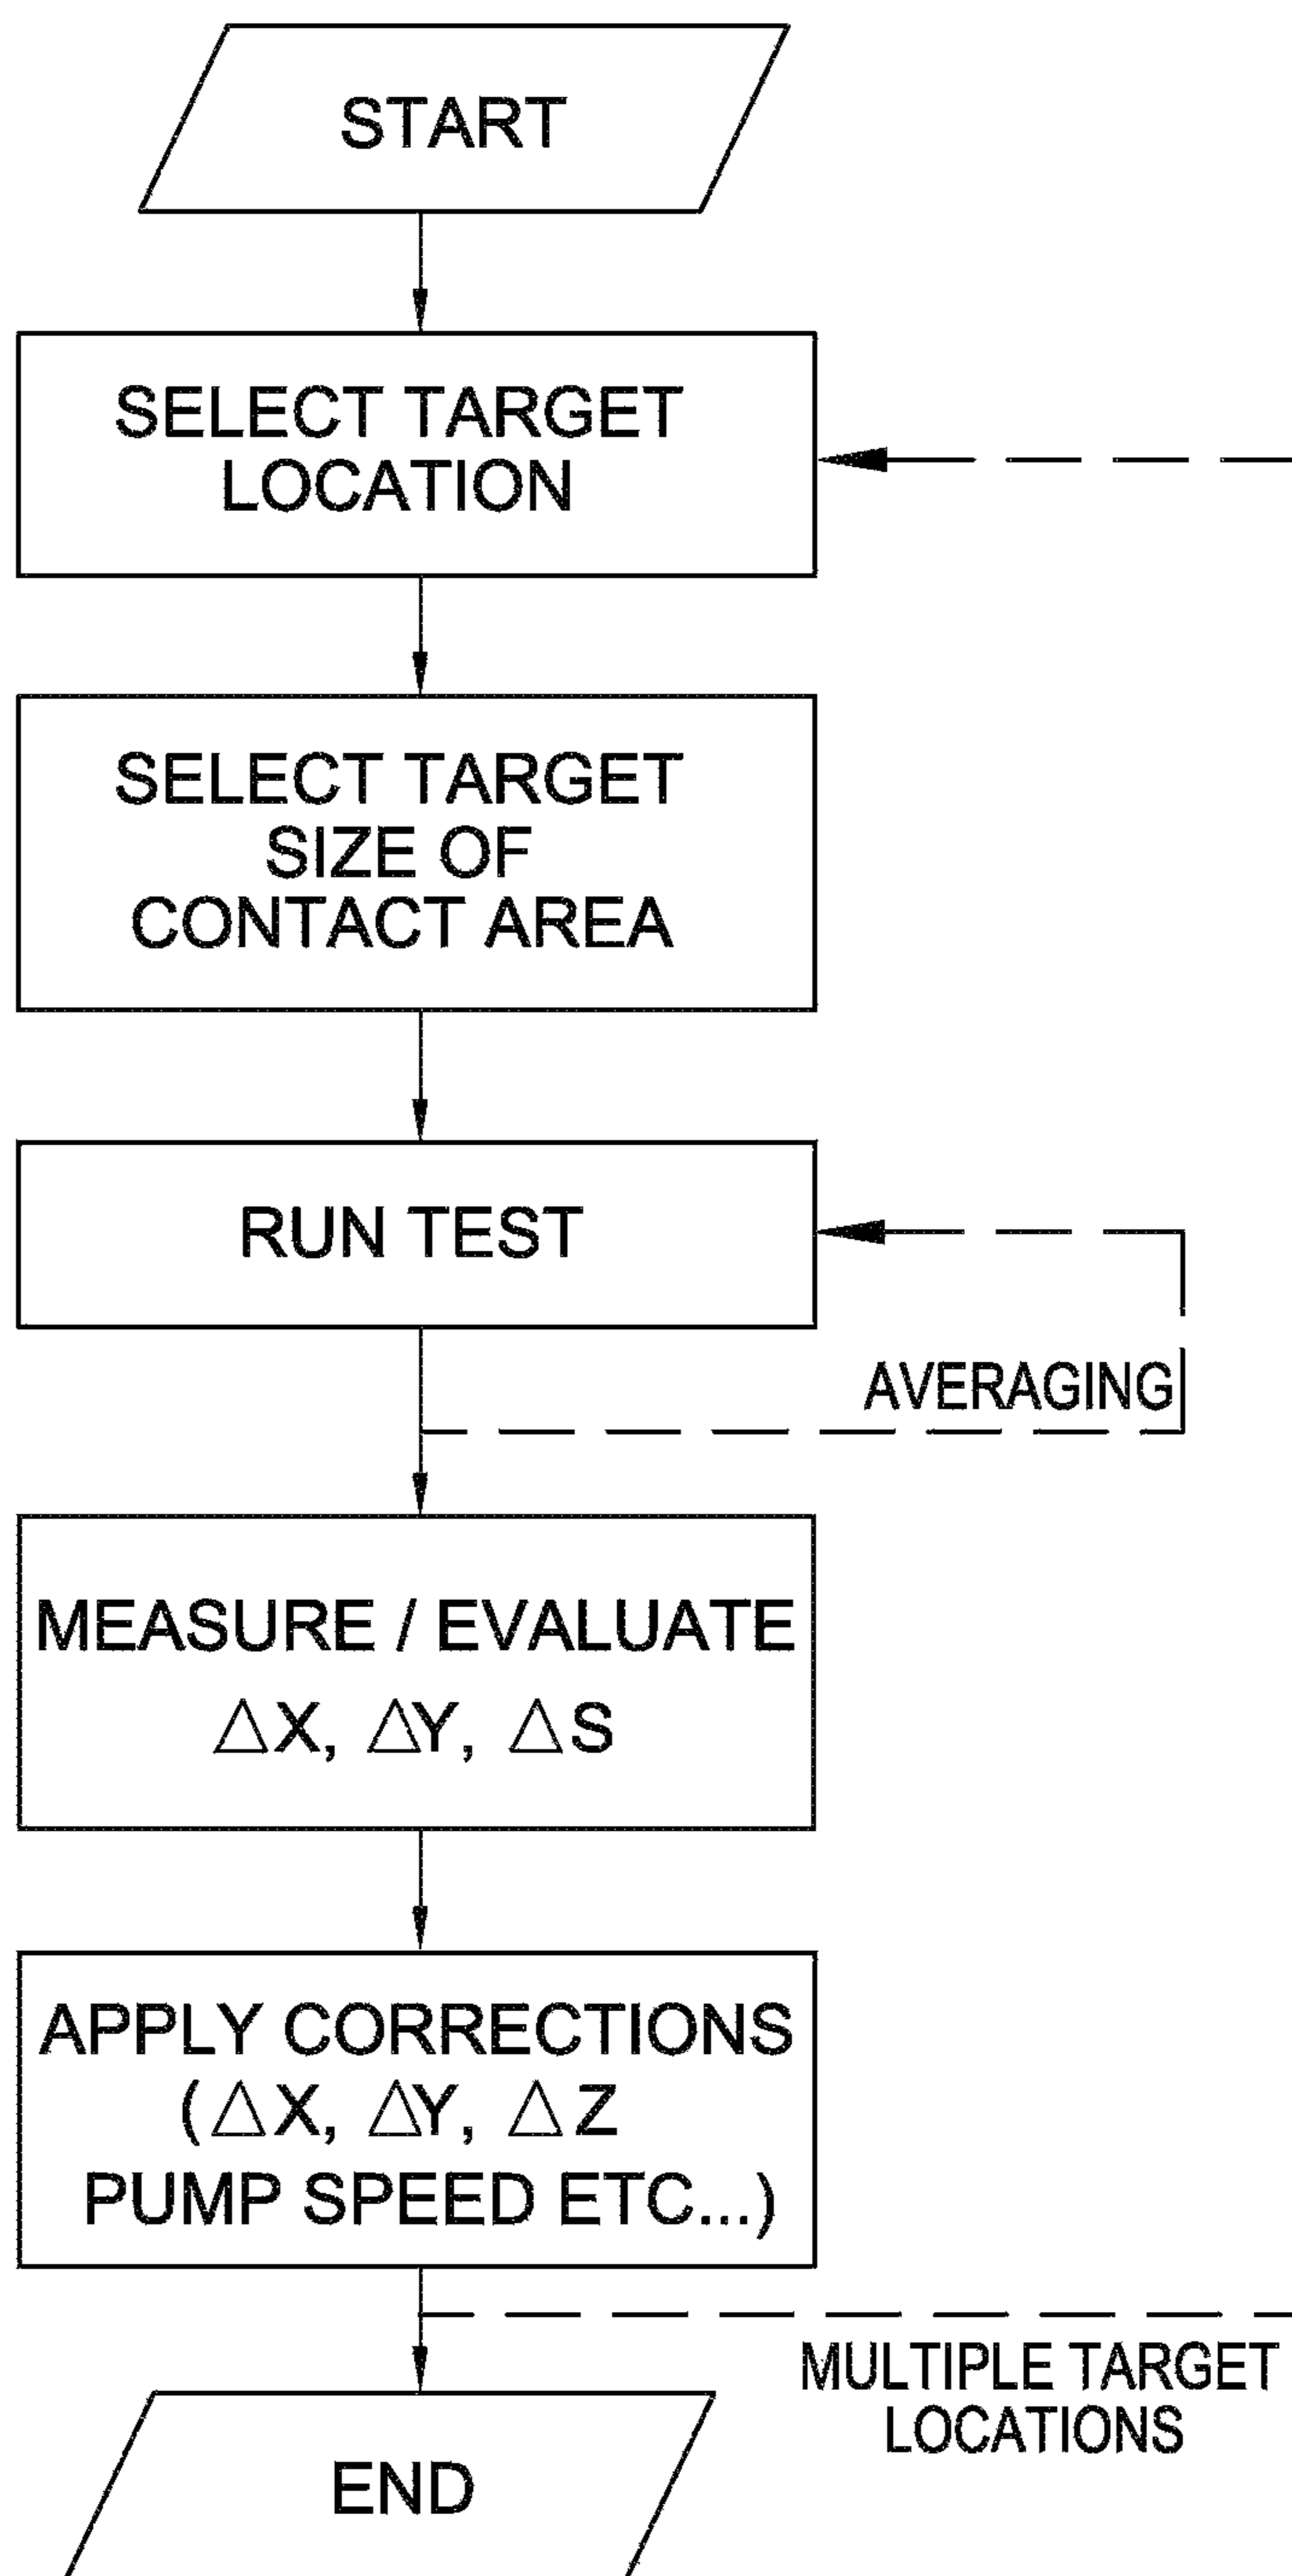 START
SELECT TARGET
LOCATION
SELECT TARGET
SIZE OF
CONTACT AREA
RUN TEST
AVERAGING
MEASURE / EVALUATE
△X, △Y, △S
APPLY CORRECTIONS
(△X, △Y, △Z
PUMP SPEED ETC...)
MULTIPLE TARGET
LOCATIONS
END